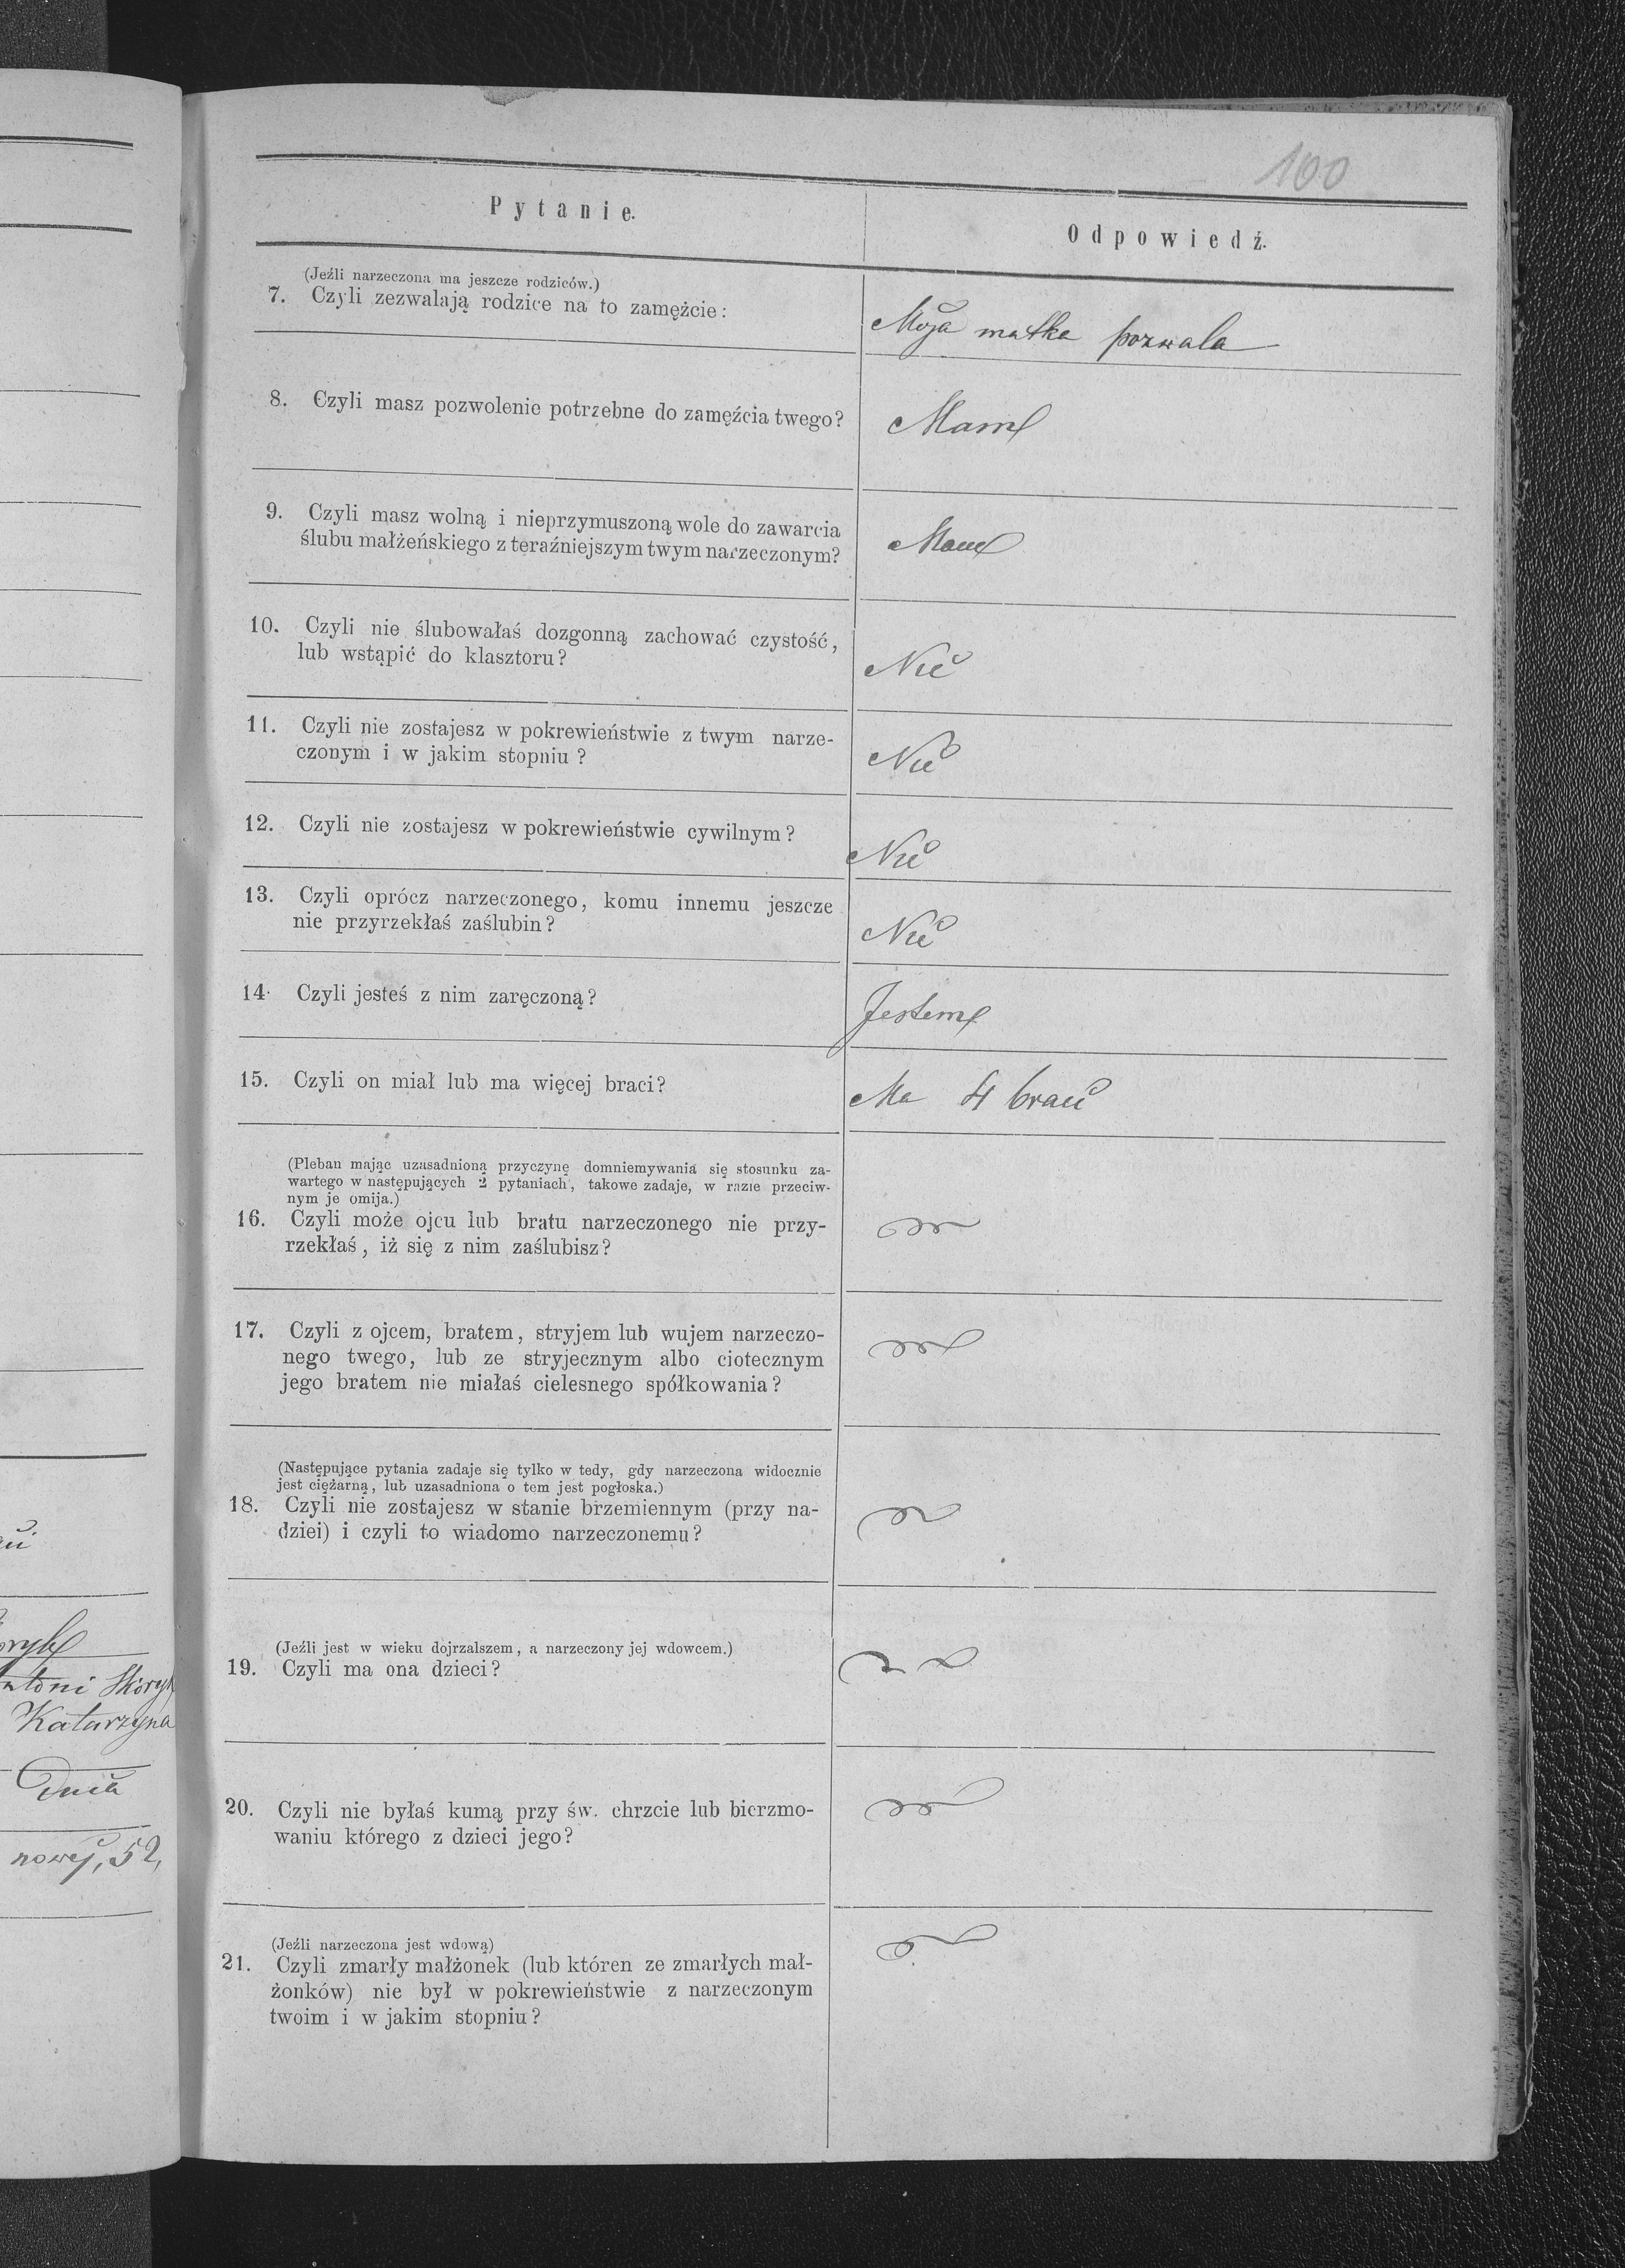 100
Pytanie.
Odpowiedź.
(Jeźli narzeczona ma jeszcze rodziców.)
7. Czyli zezwalają rodzice na to zamężcie:
Moja matka pozwala
8. Czyli masz pozwolenie potrzebne do zamęźcia twego?
Mam
9. Czyli masz wolną i nieprzymuszoną wole do zawarcia
ślubu małżeńskiego z teraźniejszym twym narzeczonym?
Mam
10. Czyli nie ślubowałaś dozgonną zachować czystość,
lub wstąpić do klasztoru?
Nie
11. Czyli nie zostajesz w pokrewieństwie z twym narze-
czonym i w jakim stopniu?
Nie
12. Czyli nie zostajesz w pokrewieństwie cywilnym?
Nie
13. Czyli oprócz narzeczonego, komu innemu jeszcze
nie przyrzekłaś zaślubin?
Nie
14. Czyli jesteś z nim zaręczoną?
Jestem
15. Czyli on miał lub ma więcej braci?
Ma 4 braci
(Pleban mając uzasadnioną przyczynę domniemywania się stosunku za-
wartego w następujących 2 pytaniach, takowe zadaje, w razie przeciw-
nym je omija.)
16. Czyli może ojcu lub bratu narzeczonego nie przy-
rzekłaś, iż się z nim zaślubisz?
17. Czyli z ojcem, bratem, stryjem lub wujem narzeczo-
nego twego, lub ze stryjecznym albo ciotecznym
jego bratem nie miałaś cielesnego spółkowania?
(Następujące pytania zadaje się tylko w tedy, gdy narzeczona widocznie
jest ciężarną, lub uzasadniona o tem jest pogłoska.)
18. Czyli nie zostajesz w stanie brzemiennym (przy na-
dziei) i czyli to wiadomo narzeczonemu?
(Jeźli jest w wieku dojrzalszem, a narzeczony jej wdowcem.)
19. Czyli ma ona dzieci?
20. Czyli nie byłaś kumą przy św. chrzcie lub bierzmo-
waniu którego z dzieci jego?
(Jeźli narzeczona jest wdową)
21. Czyli zmarły małżonek (lub któren ze zmarłych mał-
żonków) nie był w pokrewieństwie z narzeczonym
twoim i w jakim stopniu?
Katarzyna
Dnia
nowej, 52,